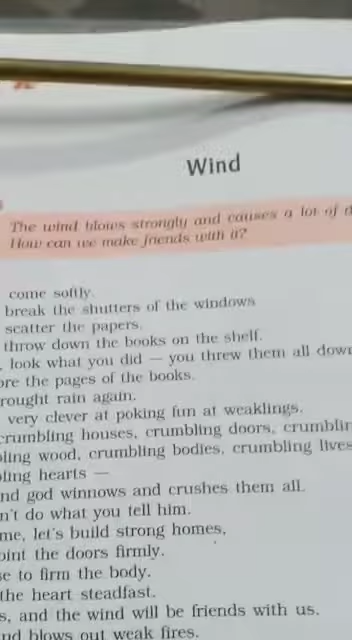 Wind
The wind blows strongly and causes a lot of
How can we make friends with it?
come softly.
break the shutters of the windows
scatter the papers.
throw down the books on the shelf.
, look what you did — you threw them all down
the pages of the books.
rought rain again.
very clever at poking fun at weaklings.
crumbling houses, crumbling doors, crumblin
ling wood, crumbling bodies, crumbling lives
ling hearts —
nd god winnows and crushes them all.
n't do what you tell him.
me, let's build strong homes,
oint the doors firmly.
se to firm the body.
the heart steadfast.
s, and the wind will be friends with us.
nd blows out weak fires.